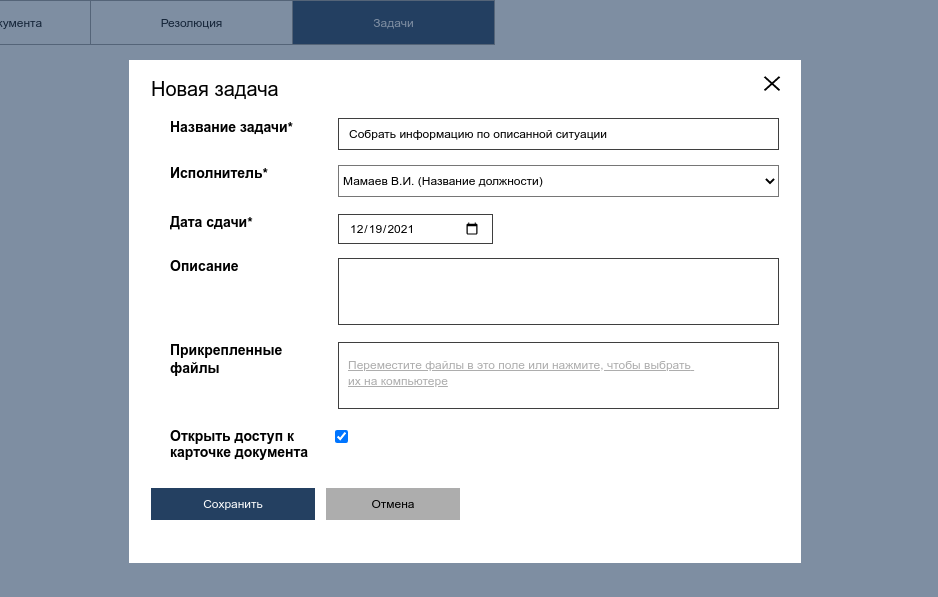 Резолюция
Задачи
Новая задача
Название задачи*
Собрать информацию по описанной ситуации
Исполнитель*
Мамаев В.И. (Название должности)
Дата сдачи*
12/19/2021
Описание
Прикрепленные
файлы
Переместите файлы в это поле или нажмите, чтобы выбрать
их на компьютере
Открыть доступ к
карточке документа
Сохранить
Отмена